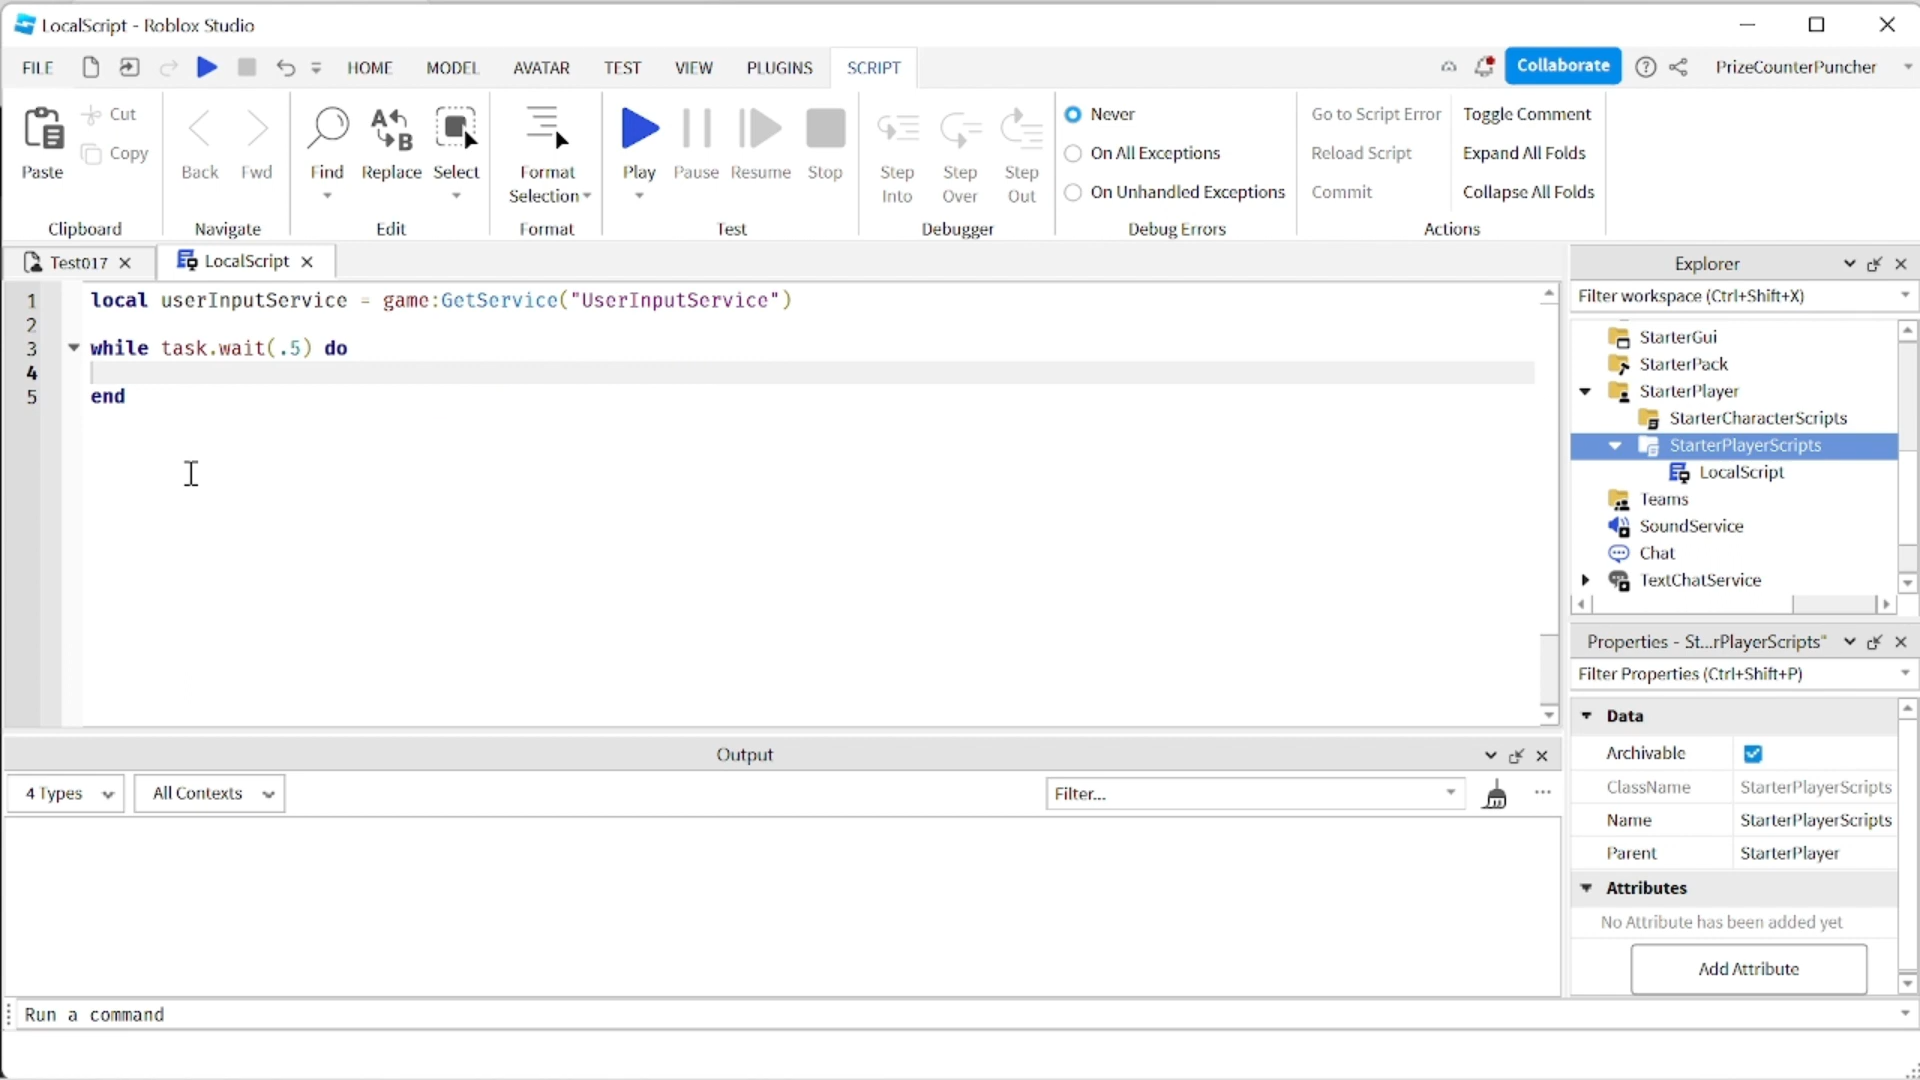 LocalScript - Roblox Studio
FILE HOME MODEL AVATAR TEST VIEW PLUGINS SCRIPT Collaborate PrizeCounterPuncher
Paste Cut Copy
Clipboard
Back Fwd
Navigate
Find Replace Select
Edit
Format Selection
Format
Play Pause Resume Stop
Test
Step Into Step Over Step Out
Debugger
Never
On All Exceptions
On Unhandled Exceptions
Debug Errors
Go to Script Error Toggle Comment
Reload Script Expand All Folds
Commit Collapse All Folds
Actions
Test017 LocalScript
1 local userInputService = game:GetService("UserInputService")
2
3 while task.wait(.5) do
4
5 end
Explorer
Filter workspace (Ctrl+Shift+X)
StarterGui
StarterPack
StarterPlayer
StarterCharacterScripts
StarterPlayerScripts
LocalScript
Teams
SoundService
Chat
TextChatService
Properties - St...rPlayerScripts"
Filter Properties (Ctrl+Shift+P)
Data
Archivable
ClassName StarterPlayerScripts
Name StarterPlayerScripts
Parent StarterPlayer
Attributes
No Attribute has been added yet
Add Attribute
Output
4 Types All Contexts Filter... ...
Run a command